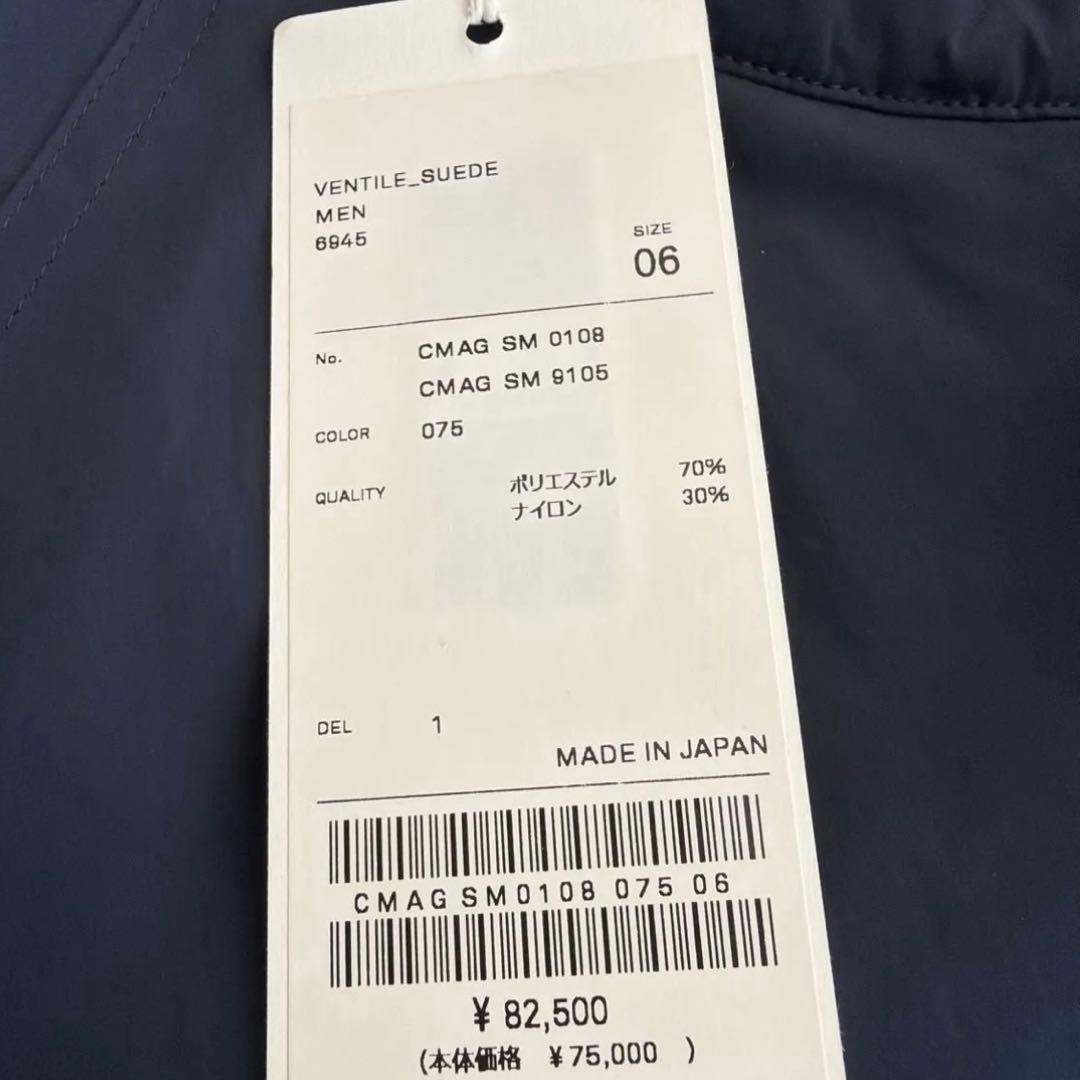 VENTILE_SUEDE
MEN
6945
SIZE
06
No. CMAG SM 0108
CMAG SM 9105
COLOR 075
QUALITY ポリエステル 70%
ナイロン 30%
DEL 1
MADE IN JAPAN
CMAG SM0108 075 06
¥ 82,500
(本体価格 ¥75,000 )